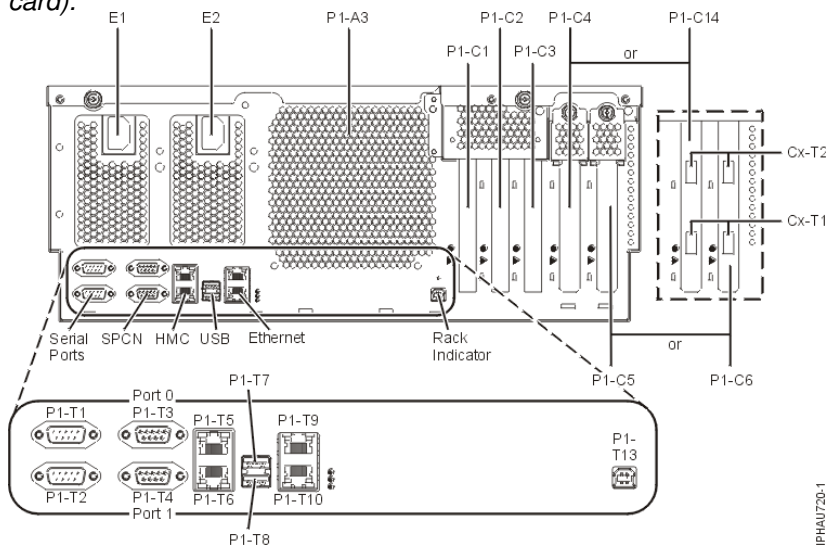 card).
E1 E2 P1-A3 P1-C2 P1-C4 P1-C14
P1-C1 P1-C3 or
Cx-T2
Cx-T1
Serial Ports SPCN HMC USB Ethernet Rack Indicator
or
P1-T7 P1-C5 P1-C6
Port 0
P1-T1 P1-T3 P1-T5 P1-T9 P1-T13
P1-T2 P1-T4 P1-T6 P1-T10
Port 1
P1-T8
IPHAU720-1